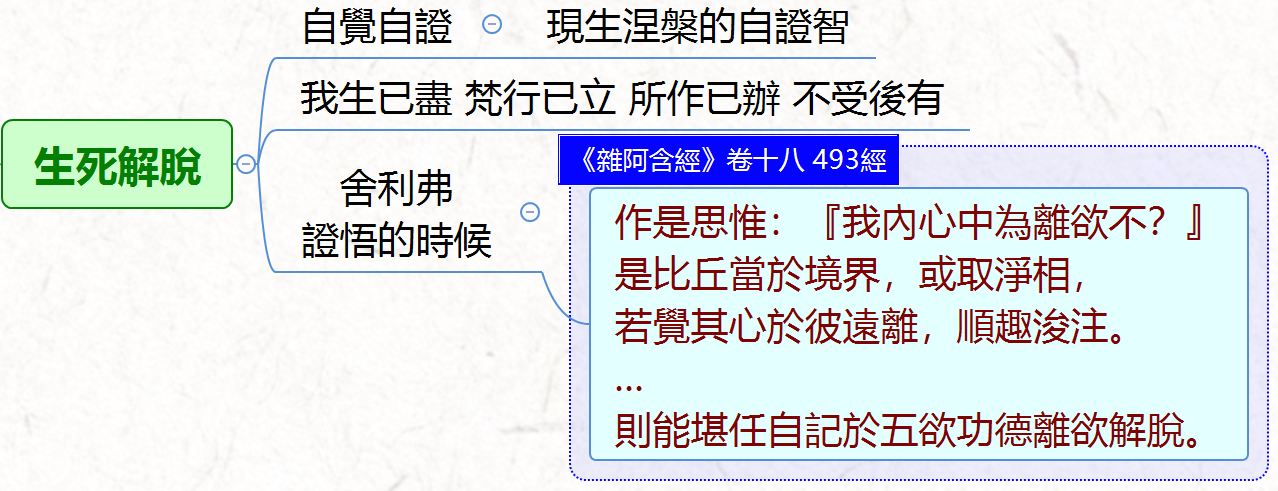 自覺自證 現生涅槃的自證智
我生已盡 梵行已立 所作已辦 不受後有
生死解脫
舍利弗
證悟的時候
《雜阿含經》卷十八 493經
作是思惟：『我內心中為離欲不？』
是比丘當於境界，或取淨相，
若覺其心於彼遠離，順趣浚注。
...
則能堪任自記於五欲功德離欲解脫。